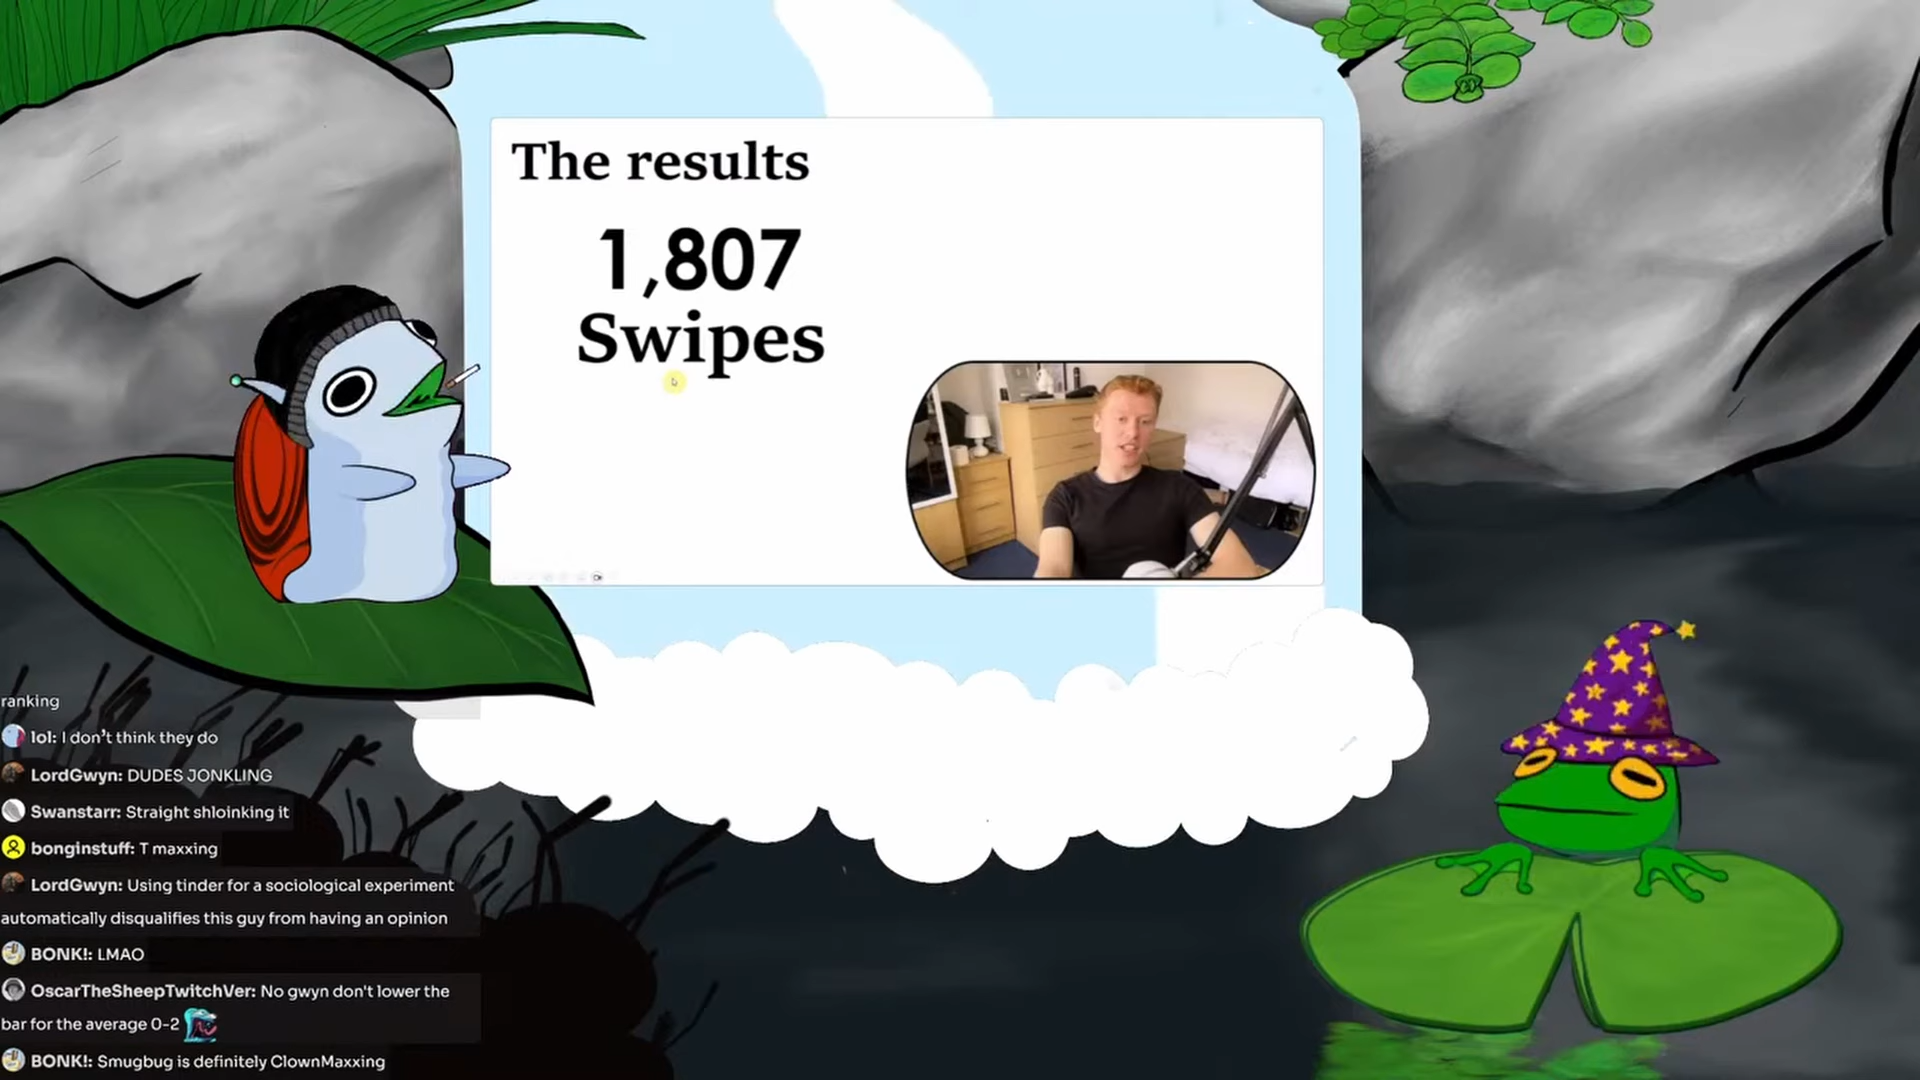 The results
1,807
Swipes
ranking
lol: I don't think they do
LordGwyn: DUDES JONKLING
Swanstarr: Straight shloinking it
bonginstuff: T maxxing
LordGwyn: Using tinder for a sociological experiment
automatically disqualifies this guy from having an opinion
BONK!: LMAO
OscarTheSheepTwitchVer: No gwyn don't lower the
bar for the average 0-2
BONK!: Smugbug is definitely ClownMaxxing